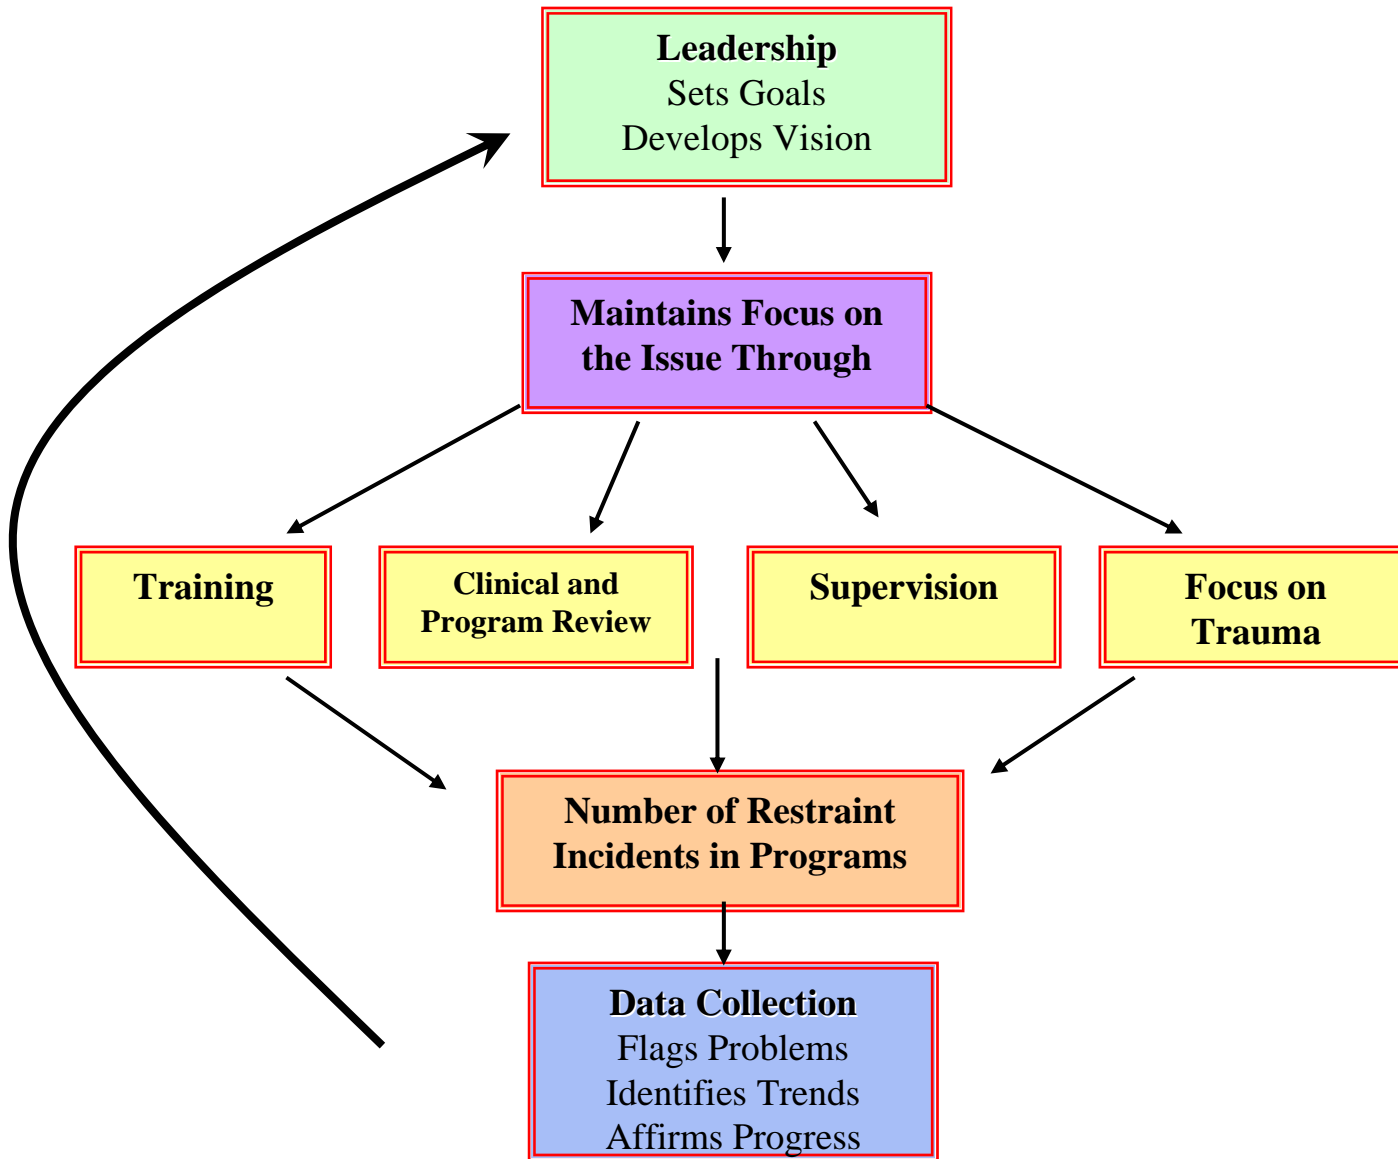 Leadership
Sets Goals
Develops Vision
Maintains Focus on
the Issue Through
Training
Clinical and
Program Review
Supervision
Focus on
Trauma
Number of Restraint
Incidents in Programs
Data Collection
Flags Problems
Identifies Trends
Affirms Progress